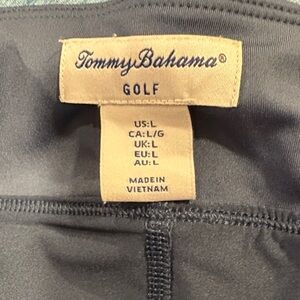 Tommy Bahama®
GOLF
US:L
CA:L/G
UK:L
EU:L
AU:L
MADE IN
VIETNAM